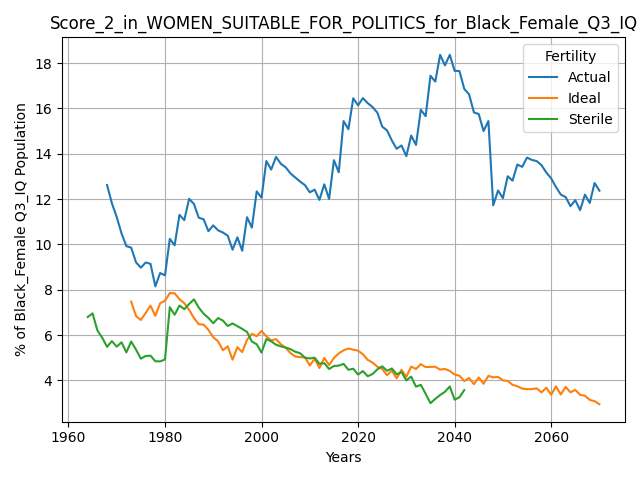 Score_2_in_WOMEN_SUITABLE_FOR_POLITICS_for_Black_Female_Q3_IQ
Fertility
Actual
Ideal
Sterile
% of Black_Female Q3_IQ Population
18
16
14
12
10
8
6
4
1960
1980
2000
2020
2040
2060
Years